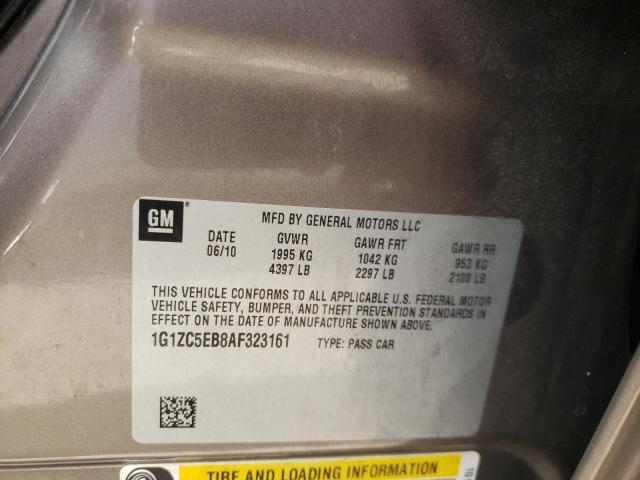 GM ®
MFD BY GENERAL MOTORS LLC
DATE GVWR GAWR FRT GAWR RR
06/10 1995 KG 1042 KG 953 KG
4397 LB 2297 LB 2100 LB
THIS VEHICLE CONFORMS TO ALL APPLICABLE U.S. FEDERAL MOTOR
VEHICLE SAFETY, BUMPER, AND THEFT PREVENTION STANDARDS IN
EFFECT ON THE DATE OF MANUFACTURE SHOWN ABOVE.
1G1ZC5EB8AF323161 TYPE: PASS CAR
TIRE AND LOADING INFORMATION